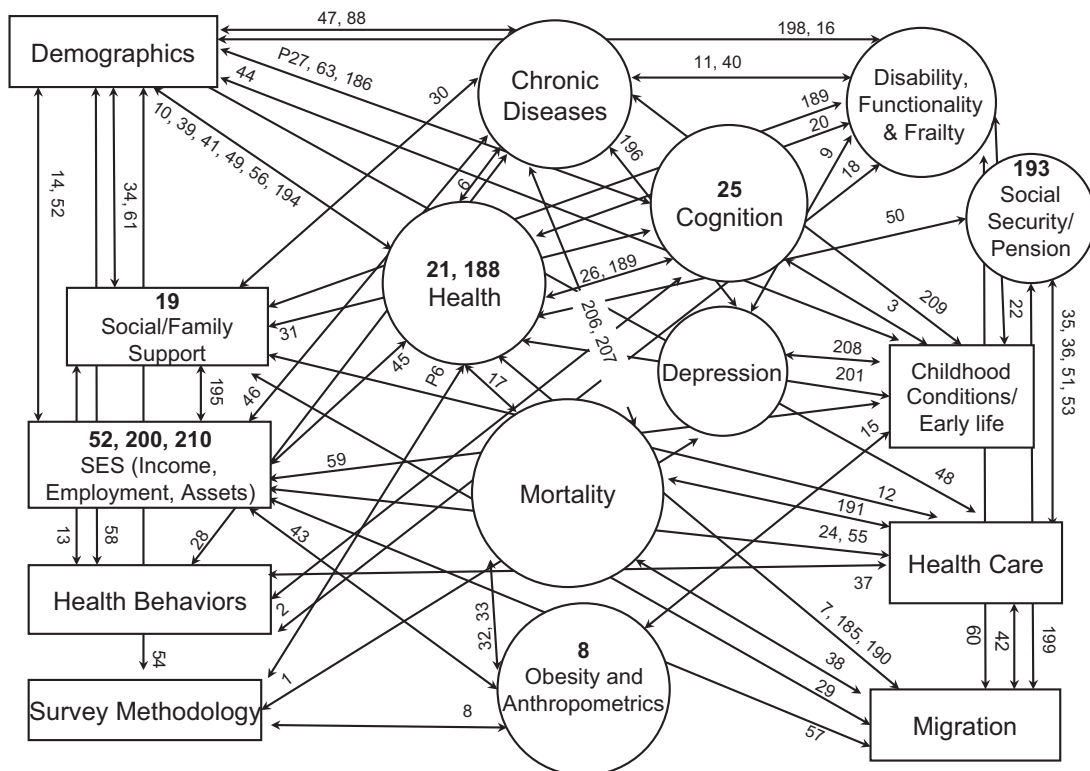 47, 88
198, 16
Demographics
P27, 63, 186
44
Chronic
Diseases
11, 40
Disability,
Functionality
& Frailty
30
189
20
10, 39, 41, 49, 56, 194
196
9
18
6
14, 52
34, 61
25
Cognition
193
Social
Security/
Pension
50
21, 188
Health
26, 189
19
Social/Family
Support
31
206, 207
3
209
22
35, 36, 51, 53
45
P6
17
208
201
Depression
Childhood
Conditions/
Early life
195
46
15
52, 200, 210
SES (Income,
Employment, Assets)
59
Mortality
48
12
191
24, 55
13
58
28
43
Health Care
37
Health Behaviors
2
32, 33
7, 185, 190
60
42
199
54
38
8
Obesity and
Anthropometrics
1
29
Survey Methodology
8
57
Migration